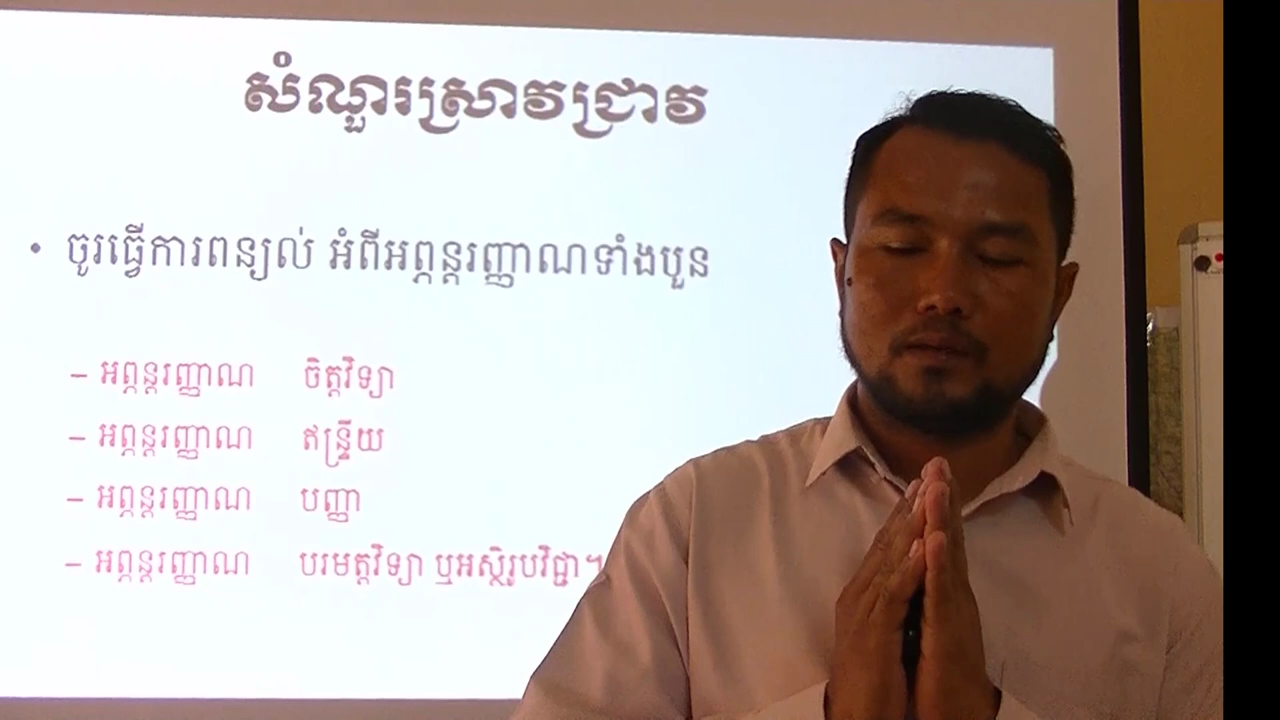 សំណួរស្រាវជ្រាវ
• ចូរធ្វើការពន្យល់ អំពីអព្ភន្តរញ្ញាណទាំងបួន
– អព្ភន្តរញ្ញាណ ចិត្តវិទ្យា
– អព្ភន្តរញ្ញាណ ឥន្ទ្រីយ
– អព្ភន្តរញ្ញាណ បញ្ញា
– អព្ភន្តរញ្ញាណ បរមត្តវិទ្យា ឬអស្ថិរូបវិជ្ជា។